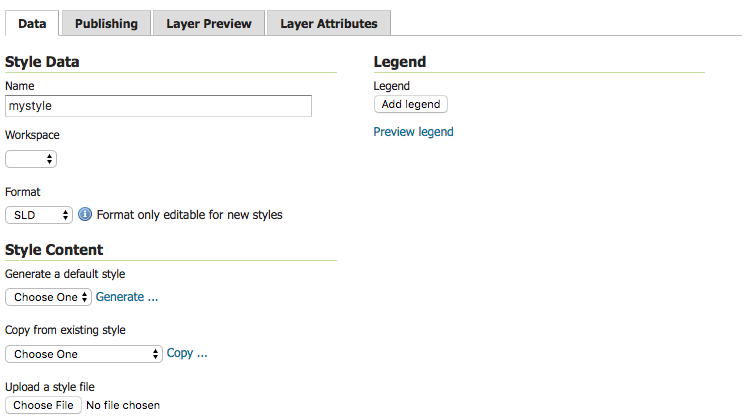 Data Publishing Layer Preview Layer Attributes
Style Data
Name
mystyle
Workspace
Format
SLD Format only editable for new styles
Style Content
Generate a default style
Choose One Generate ...
Copy from existing style
Choose One Copy ...
Upload a style file
Choose File No file chosen
Legend
Legend
Add legend
Preview legend